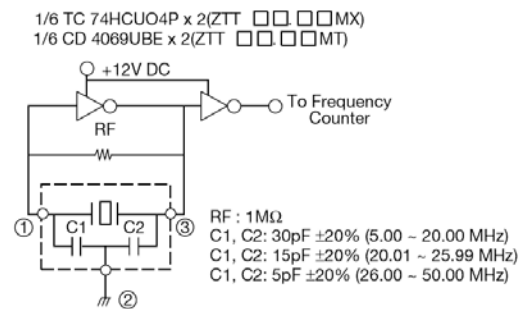 1/6 TC 74HCUO4P x 2(ZTT □□.□□MX)
1/6 CD 4069UBE x 2(ZTT □□.□□MT)
+12V DC
To Frequency
Counter
RF
① C1 C2 ③
②
RF : 1MΩ
C1, C2: 30pF ±20% (5.00 ~ 20.00 MHz)
C1, C2: 15pF ±20% (20.01 ~ 25.99 MHz)
C1, C2: 5pF ±20% (26.00 ~ 50.00 MHz)